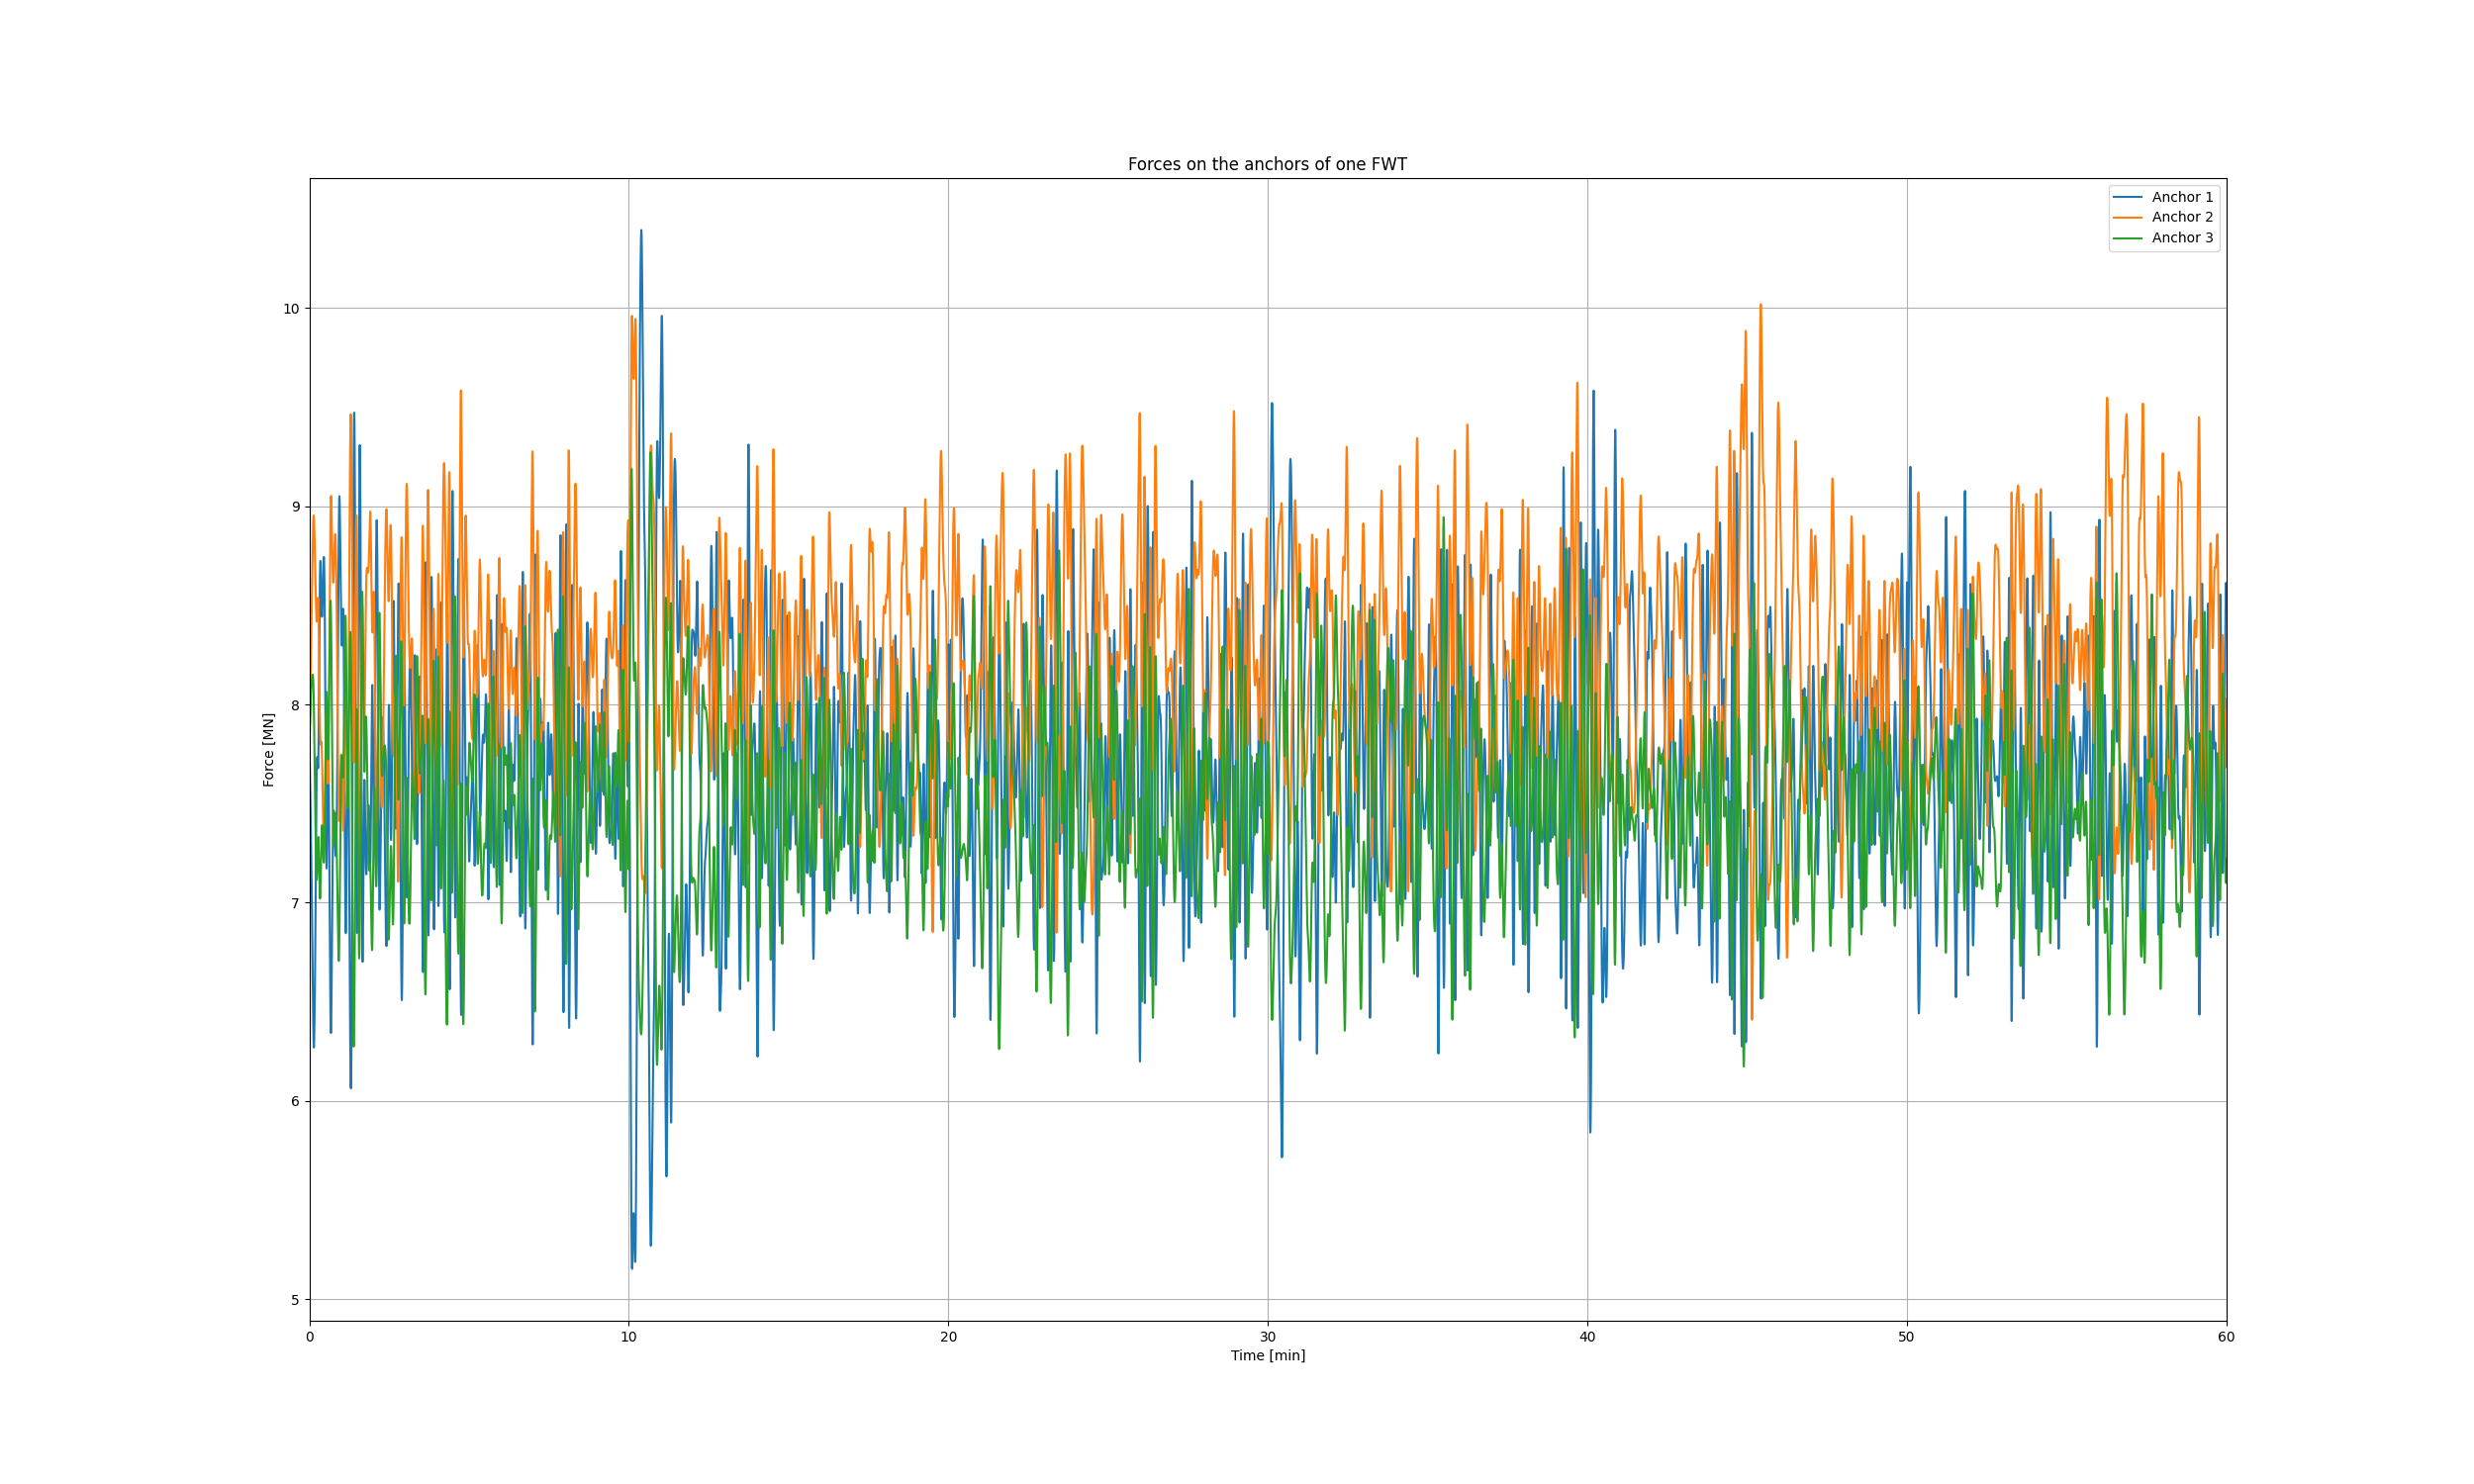 Forces on the anchors of one FWT
Anchor 1
Anchor 2
Anchor 3
Force [MN]
10
9
8
7
6
5
0 10 20 30 40 50 60
Time [min]